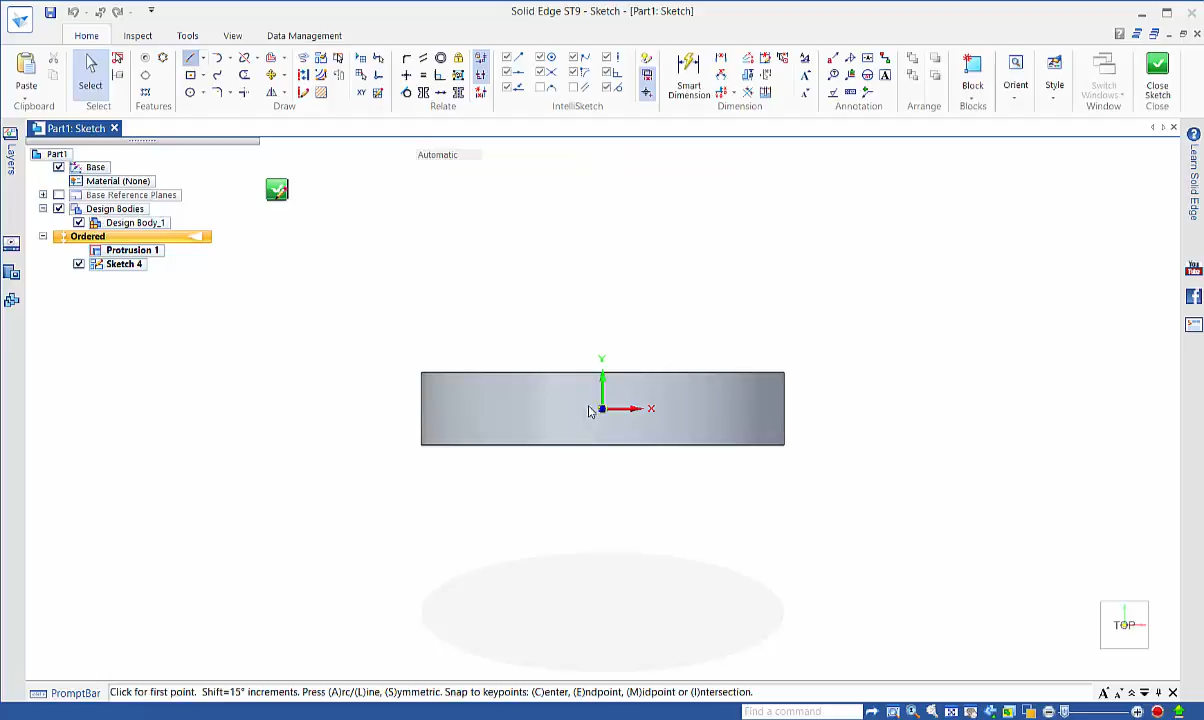 Solid Edge ST9 - Sketch - [Part1: Sketch]
Home
Inspect
Tools
View
Data Management
Paste
Select
Smart
Dimension
Block
Orient
Style
Switch
Windows
Close
Sketch
Clipboard
Select
Features
Draw
Relate
IntelliSketch
Dimension
Annotation
Arrange
Blocks
Window
Close
Part1: Sketch
Layers
Learn Solid Edge
Part1
Automatic
Base
Material (None)
Base Reference Planes
Design Bodies
Design Body_1
Ordered
Protrusion 1
Sketch 4
Y
X
TOP
You
Tube
PromptBar
Click for first point. Shift=15° increments. Press (A)rc/(L)ine, (S)ymmetric. Snap to keypoints: (C)enter, (E)ndpoint, (M)idpoint or (I)ntersection.
Find a command